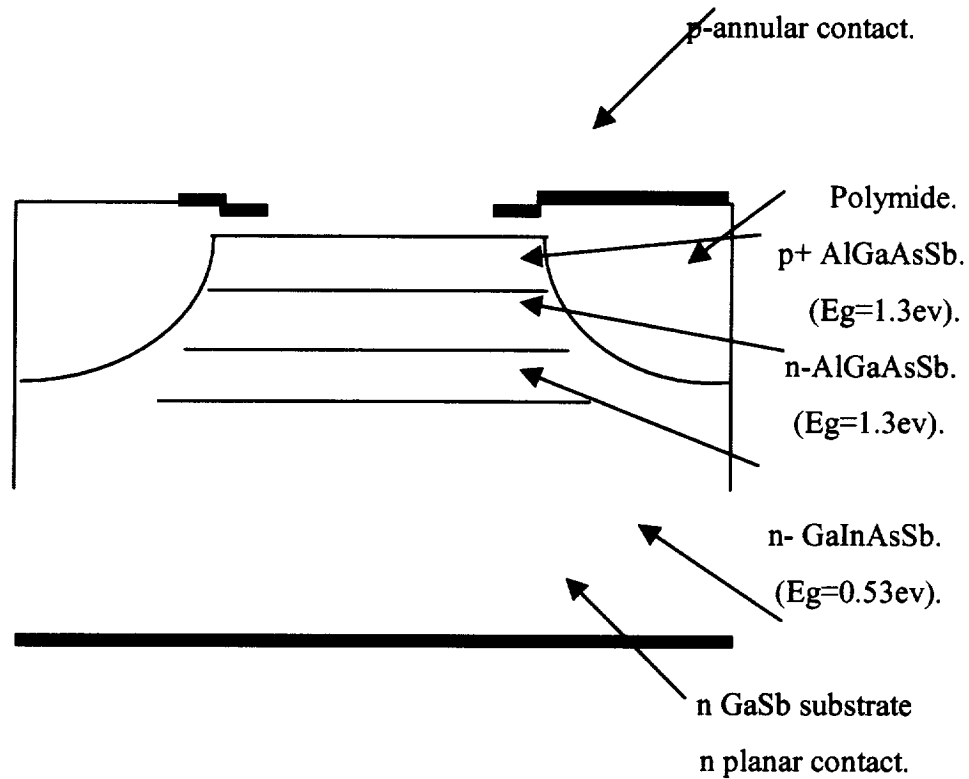 p-annular contact.
Polymide.
p+ AlGaAsSb.
(Eg=1.3ev).
n-AlGaAsSb.
(Eg=1.3ev).
n- GaInAsSb.
(Eg=0.53ev).
n GaSb substrate
n planar contact.